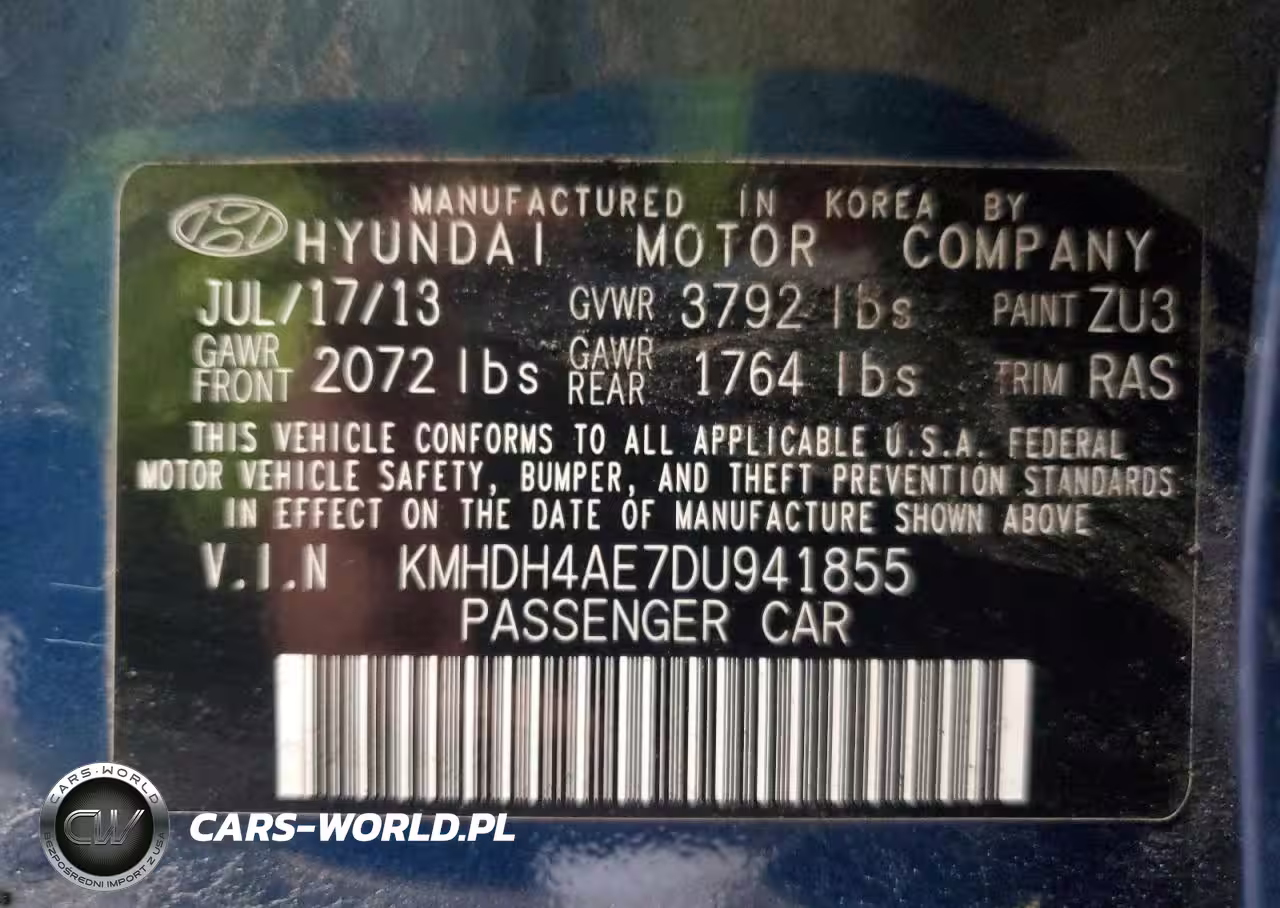 MANUFACTURED IN KOREA BY
HYUNDAI MOTOR COMPANY
JUL/17/13 GVWR 3792 lbs PAINT ZU3
GAWR FRONT 2072 lbs GAWR REAR 1764 lbs TRIM RAS
THIS VEHICLE CONFORMS TO ALL APPLICABLE U.S.A. FEDERAL
MOTOR VEHICLE SAFETY, BUMPER, AND THEFT PREVENTION STANDARDS
IN EFFECT ON THE DATE OF MANUFACTURE SHOWN ABOVE
V.I.N KMHDH4AE7DU941855
PASSENGER CAR
CARS-WORLD
CW
BEZPOŚREDNI IMPORT Z USA
CARS-WORLD.PL